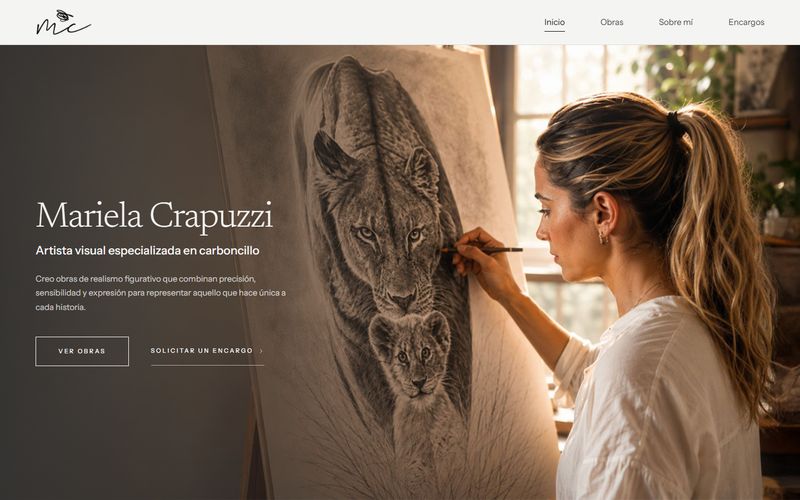 mc
Inicio
Obras
Sobre mí
Encargos
Mariela Crapuzzi
Artista visual especializada en carboncillo
Creo obras de realismo figurativo que combinan precisión,
sensibilidad y expresión para representar aquello que hace única a
cada historia.
VER OBRAS
SOLICITAR UN ENCARGO ›